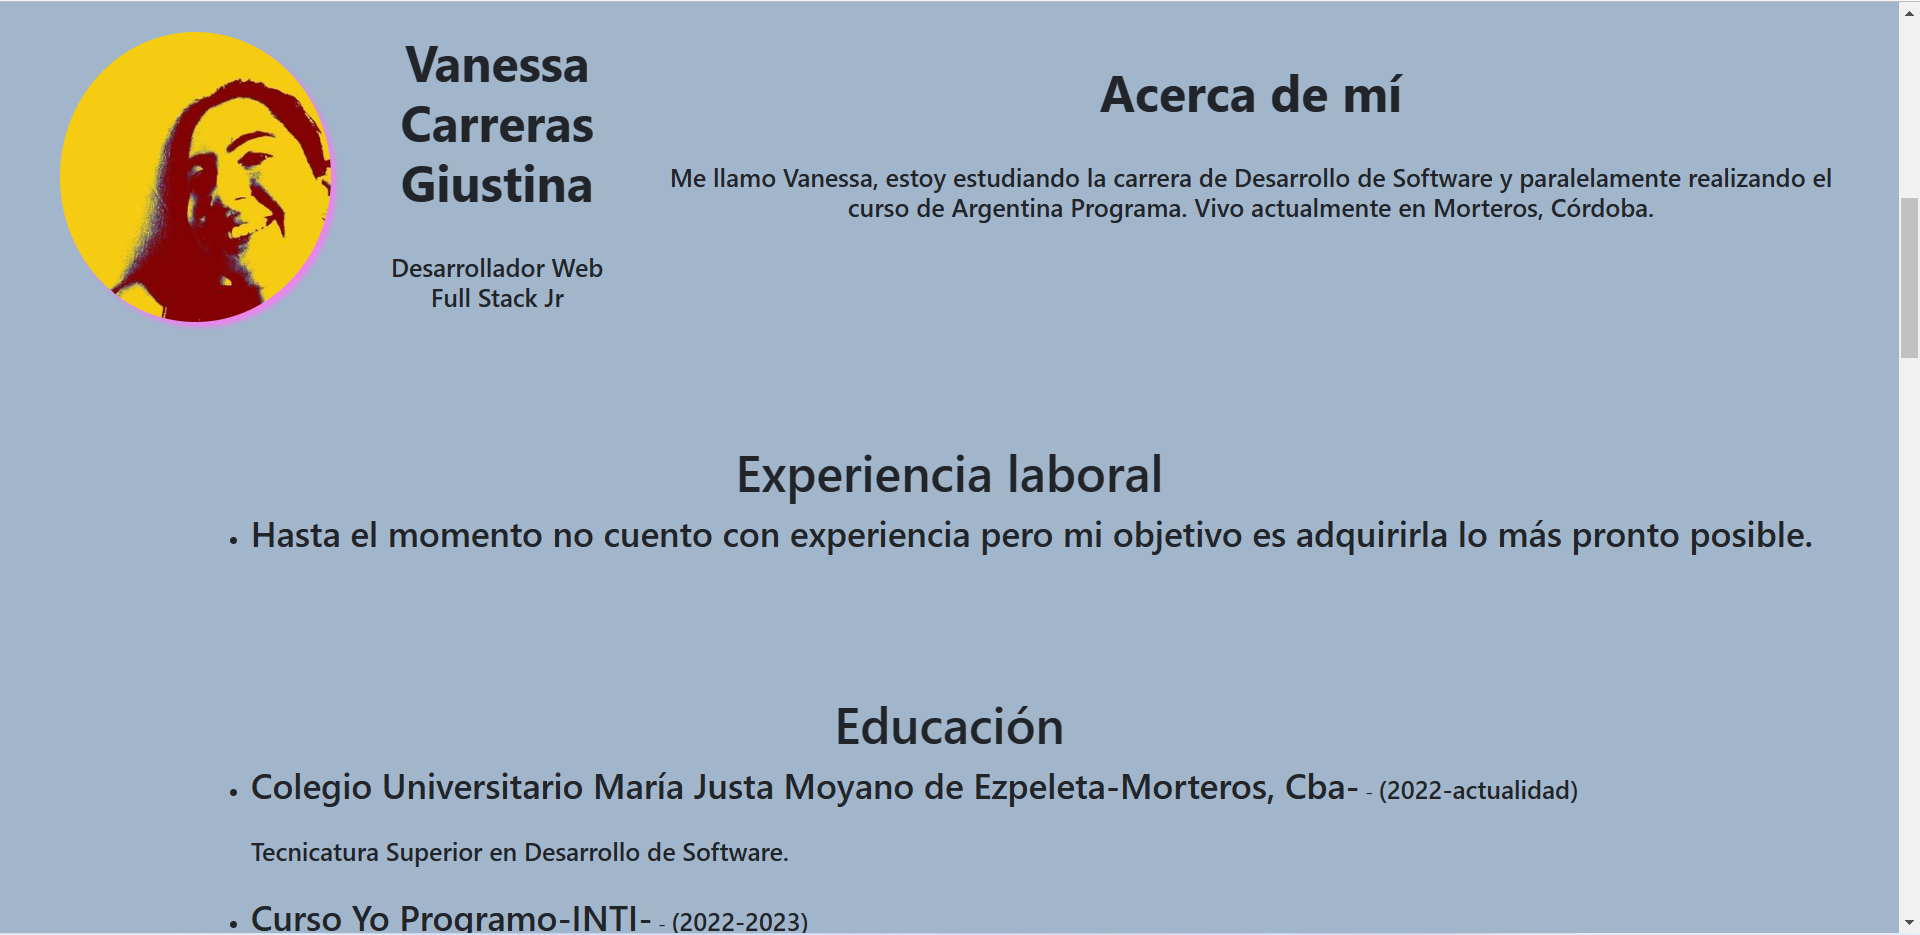 Vanessa
Carreras
Giustina
Desarrollador Web
Full Stack Jr
Acerca de mí
Me llamo Vanessa, estoy estudiando la carrera de Desarrollo de Software y paralelamente realizando el
curso de Argentina Programa. Vivo actualmente en Morteros, Córdoba.
Experiencia laboral
• Hasta el momento no cuento con experiencia pero mi objetivo es adquirirla lo más pronto posible.
Educación
• Colegio Universitario María Justa Moyano de Ezpeleta-Morteros, Cba- - (2022-actualidad)
Tecnicatura Superior en Desarrollo de Software.
• Curso Yo Programo-INTI- - (2022-2023)